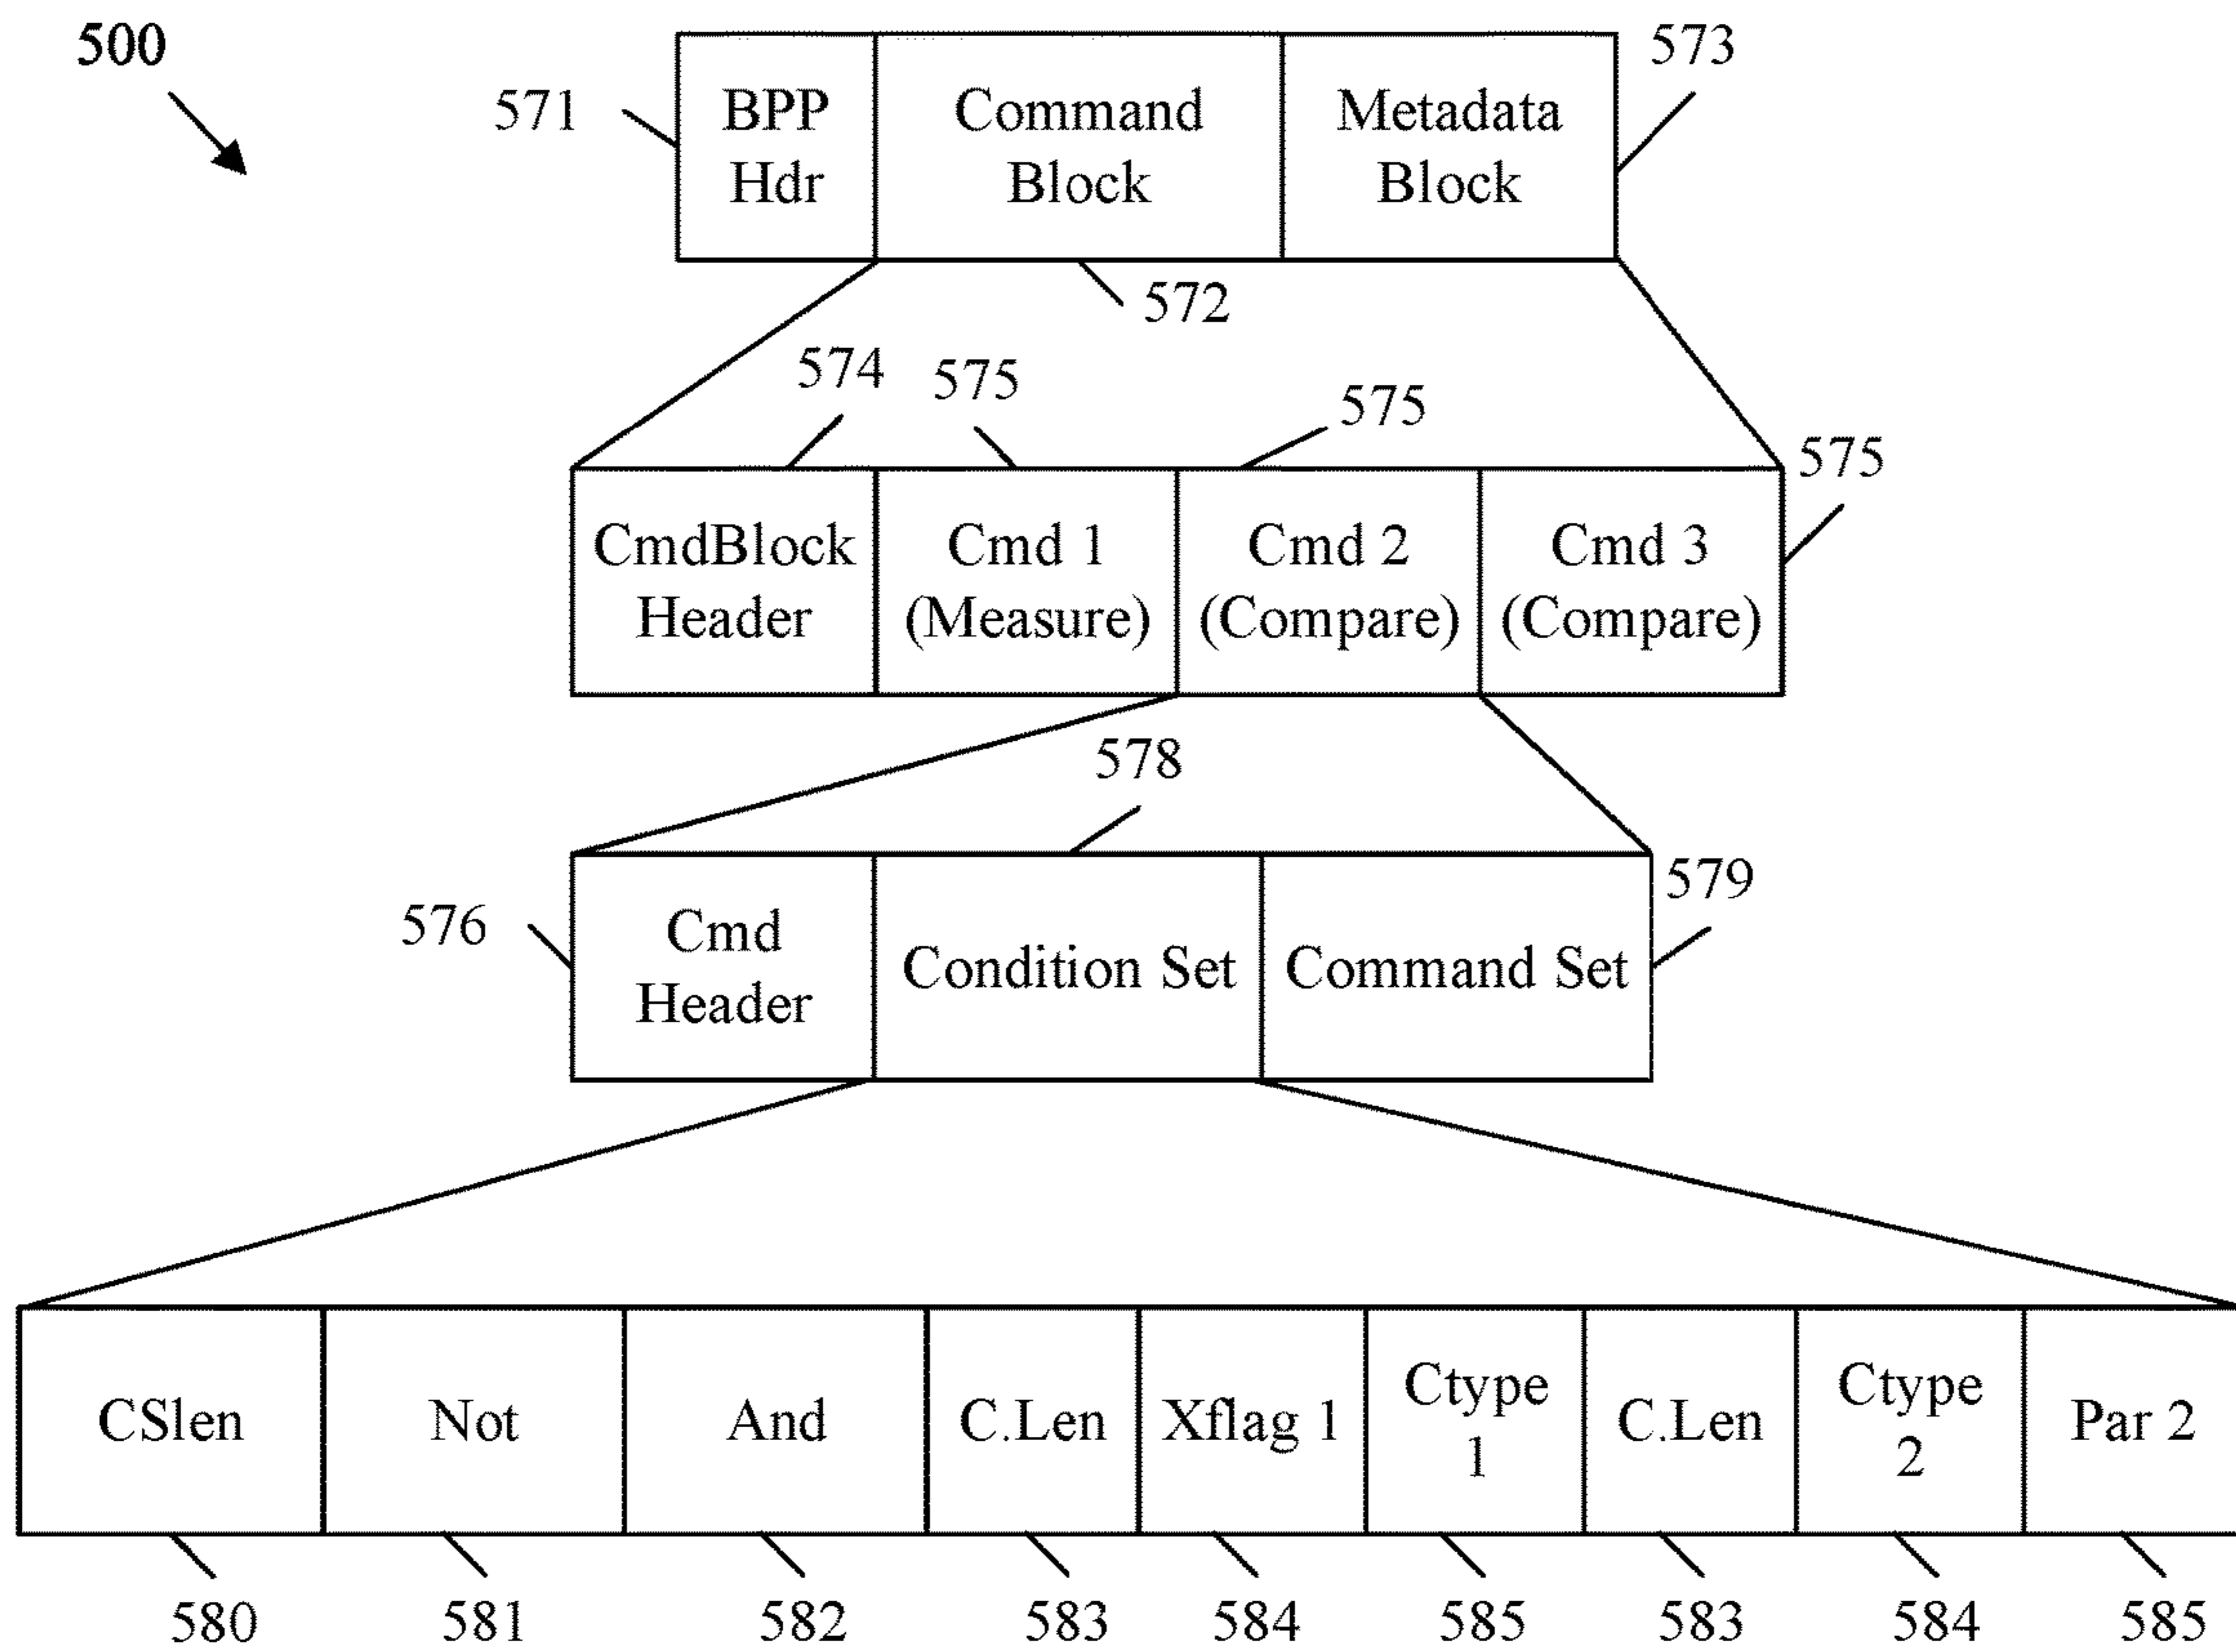 500
571
BPP
Hdr
Command
Block
Metadata
Block
573
572
574
575
575
575
CmdBlock
Header
Cmd 1
(Measure)
Cmd 2
(Compare)
Cmd 3
(Compare)
578
576
Cmd
Header
Condition Set
Command Set
579
CSlen
Not
And
C.Len
Xflag 1
Ctype
1
C.Len
Ctype
2
Par 2
580
581
582
583
584
585
583
584
585